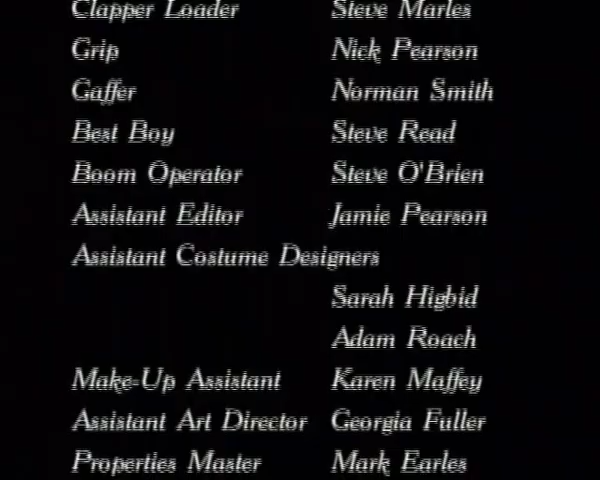 Clapper Loader Steve Marles
Grip Nick Pearson
Gaffer Norman Smith
Best Boy Steve Read
Boom Operator Steve O'Brien
Assistant Editor Jamie Pearson
Assistant Costume Designers
Sarah Higbid
Adam Roach
Make-Up Assistant Karen Maffey
Assistant Art Director Georgia Fuller
Properties Master Mark Earles